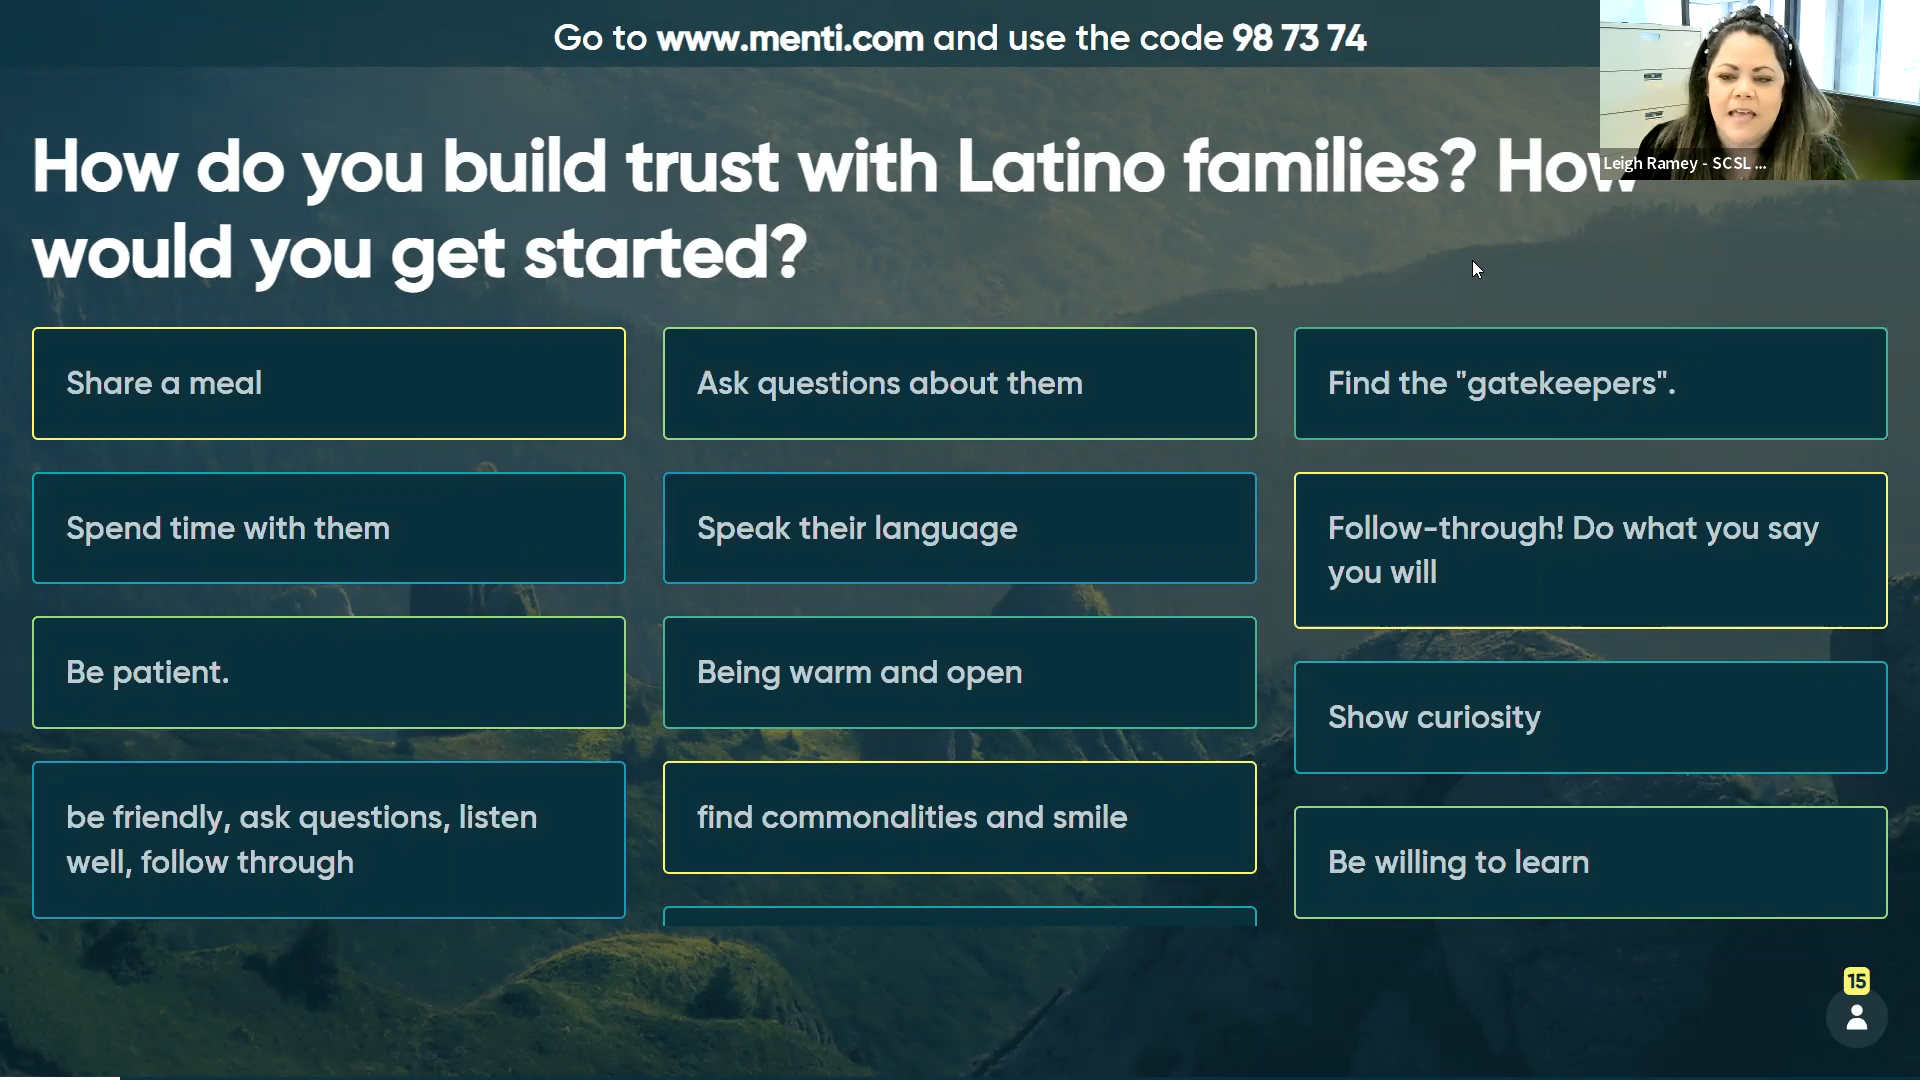 Go to www.menti.com and use the code 98 73 74
Leigh Ramey - SCSL ...
How do you build trust with Latino families? How
would you get started?
Share a meal
Ask questions about them
Find the "gatekeepers".
Spend time with them
Speak their language
Follow-through! Do what you say
you will
Be patient.
Being warm and open
Show curiosity
be friendly, ask questions, listen
well, follow through
find commonalities and smile
Be willing to learn
15